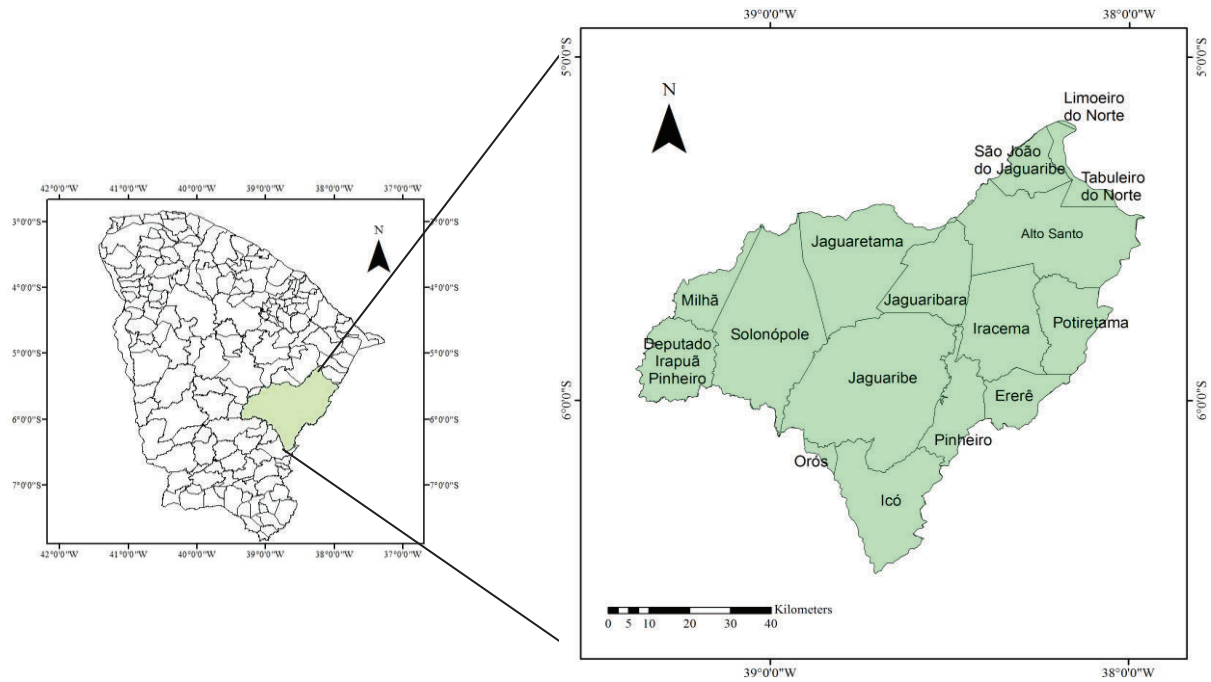 42°0'0"W 41°0'0"W 40°0'0"W 39°0'0"W 38°0'0"W 37°0'0"W
3°0'0"S
4°0'0"S
5°0'0"S
6°0'0"S
7°0'0"S
N
3°0'0"S
4°0'0"S
5°0'0"S
6°0'0"S
7°0'0"S
42°0'0"W 41°0'0"W 40°0'0"W 39°0'0"W 38°0'0"W 37°0'0"W
39°0'0"W 38°0'0"W
5°0'0"S
5°0'0"S
N
Limoeiro
do Norte
São João
do Jaguaribe
Tabuleiro
do Norte
Alto Santo
Jaguaretama
Milhã
Jaguaribara
Potiretama
Iracema
Solonópole
Deputado
Irapuã
Pinheiro
Jaguaribe
Ererê
6°0'0"S
6°0'0"S
Pinheiro
Orós
Icó
Kilometers
0 5 10 20 30 40
39°0'0"W 38°0'0"W